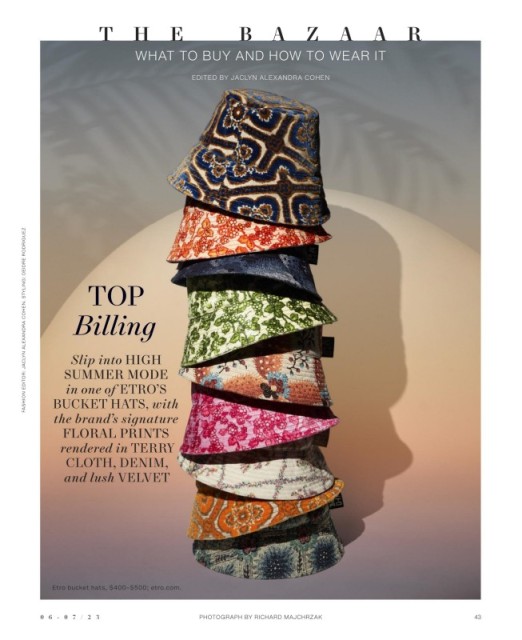 THE BAZAAR
WHAT TO BUY AND HOW TO WEAR IT
EDITED BY JACLYN ALEXANDRA COHEN
TOP
Billing
Slip into HIGH
SUMMER MODE
in one of ETRO'S
BUCKET HATS, with
the brand's signature
FLORAL PRINTS
rendered in TERRY
CLOTH, DENIM,
and lush VELVET
FASHION EDITOR: JACLYN ALEXANDRA COHEN; STYLING: DEIDRE RODRIGUEZ
Etro bucket hats, $400–$500; etro.com.
06-07/23
PHOTOGRAPH BY RICHARD MAJCHRZAK
43